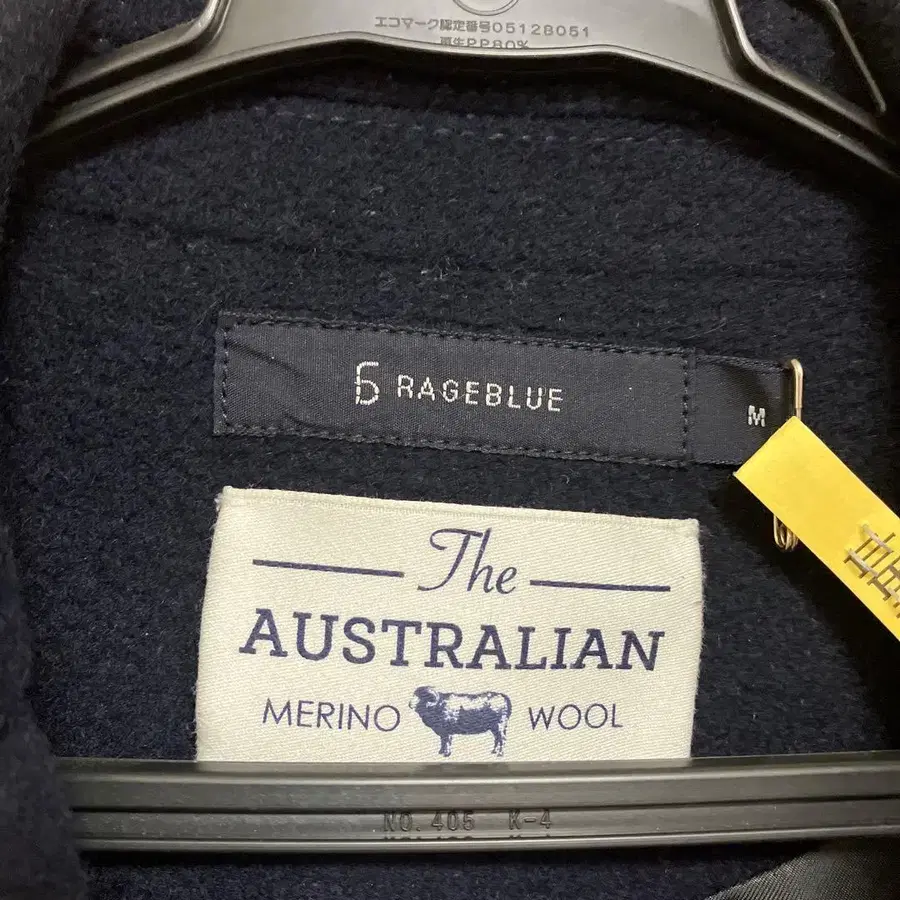 エコマーク認定番号05128051
再生PP80%
RAGEBLUE
M
The
AUSTRALIAN
MERINO WOOL
NO. 405 K-4